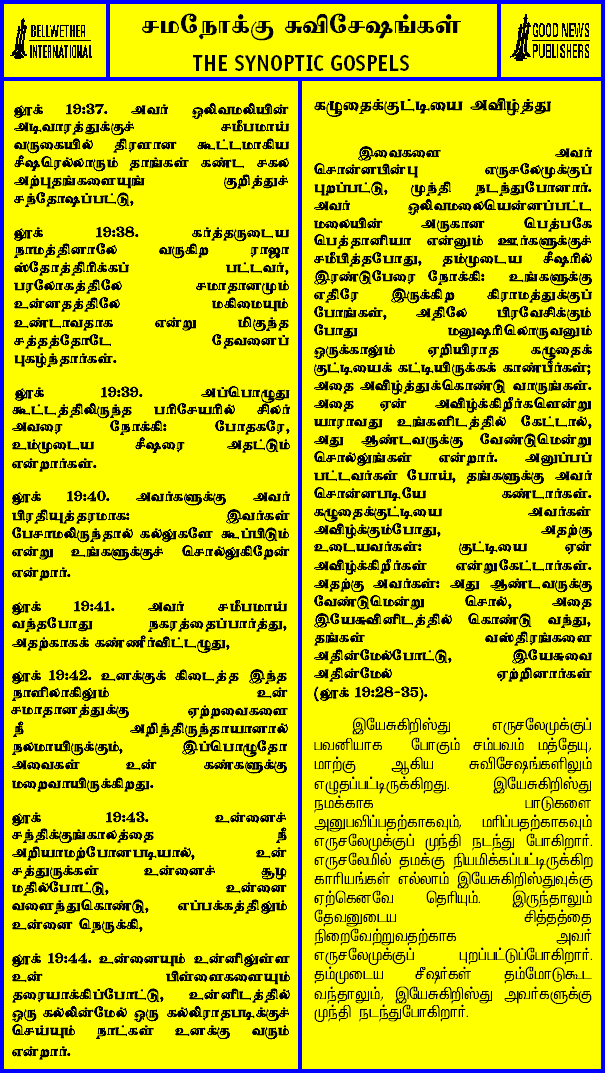 BELLWETHER
INTERNATIONAL
சமநோக்கு சுவிசேஷங்கள்
THE SYNOPTIC GOSPELS
GOOD NEWS
PUBLISHERS
லூக் 19:37. அவர் ஒலிவமலியின்
அடிவாரத்துக்குச் சமீபமாய்
வருகையில் திரளான கூட்டமாகிய
சீஷரெல்லாரும் தாங்கள் கண்ட சகல
அற்புதங்களையுங் குறித்துச்
சந்தோஷப்பட்டு,
லூக் 19:38. கர்த்தருடைய
நாமத்தினாலே வருகிற ராஜா
ஸ்தோத்திரிக்கப் பட்டவர்,
பரலோகத்திலே சமாதானமும்
உன்னதத்திலே மகிமையும்
உண்டாவதாக என்று மிகுந்த
சத்தத்தோடே தேவனைப்
புகழ்ந்தார்கள்.
லூக் 19:39. அப்பொழுது
கூட்டத்திலிருந்த பரிசேயரில் சிலர்
அவரை நோக்கி: போதகரே,
உம்முடைய சீஷரை அதட்டும்
என்றார்கள்.
லூக் 19:40. அவர்களுக்கு அவர்
பிரதியுத்தரமாக: இவர்கள்
பேசாமலிருந்தால் கல்லுகளே கூப்பிடும்
என்று உங்களுக்குச் சொல்லுகிறேன்
என்றார்.
லூக் 19:41. அவர் சமீபமாய்
வந்தபோது நகரத்தைப்பார்த்து,
அதற்காகக் கண்ணீர்விட்டழுது,
லூக் 19:42. உனக்குக் கிடைத்த இந்த
நாளிலாகிலும் உன்
சமாதானத்துக்கு ஏற்றவைகளை
நீ அறிந்திருந்தாயானால்
நலமாயிருக்கும், இப்பொழுதோ
அவைகள் உன் கண்களுக்கு
மறைவாயிருக்கிறது.
லூக் 19:43. உன்னைச்
சந்திக்குங்காலத்தை நீ
அறியாமற்போனபடியால், உன்
சத்துருக்கள் உன்னைச் சூழ
மதில்போட்டு, உன்னை
வளைந்துகொண்டு, எப்பக்கத்திலும்
உன்னை நெருக்கி,
லூக் 19:44. உன்னையும் உன்னிலுள்ள
உன் பிள்ளைகளையும்
தரையாக்கிப்போட்டு, உன்னிடத்தில்
ஒரு கல்லின்மேல் ஒரு கல்லிராதபடிக்குச்
செய்யும் நாட்கள் உனக்கு வரும்
என்றார்.
கழுதைக்குட்டியை அவிழ்த்து
இவைகளை அவர்
சொன்னபின்பு எருசலேமுக்குப்
புறப்பட்டு, முந்தி நடந்துபோனார்.
அவர் ஒலிவமலையென்னப்பட்ட
மலையின் அருகான பெத்பகே
பெத்தானியா என்னும் ஊர்களுக்குச்
சமீபித்தபோது, தம்முடைய சீஷரில்
இரண்டுபேரை நோக்கி: உங்களுக்கு
எதிரே இருக்கிற கிராமத்துக்குப்
போங்கள், அதிலே பிரவேசிக்கும்
போது மனுஷரிலொருவனும்
ஒருக்காலும் ஏறியிராத கழுதைக்
குட்டியைக் கட்டியிருக்கக் காண்பீர்கள்;
அதை அவிழ்த்துக்கொண்டு வாருங்கள்.
அதை ஏன் அவிழ்க்கிறீர்களென்று
யாராவது உங்களிடத்தில் கேட்டால்,
அது ஆண்டவருக்கு வேண்டுமென்று
சொல்லுங்கள் என்றார். அனுப்பப்
பட்டவர்கள் போய், தங்களுக்கு அவர்
சொன்னபடியே கண்டார்கள்.
கழுதைக்குட்டியை அவர்கள்
அவிழ்க்கும்போது, அதற்கு
உடையவர்கள்: குட்டியை ஏன்
அவிழ்க்கிறீர்கள் என்றுகேட்டார்கள்.
அதற்கு அவர்கள்: அது ஆண்டவருக்கு
வேண்டுமென்று சொல், அதை
இயேசுவினிடத்தில் கொண்டு வந்து,
தங்கள் வஸ்திரங்களை
அதின்மேல்போட்டு, இயேசுவை
அதின்மேல் ஏற்றினார்கள்
(லூக் 19:28-35).
இயேசுகிறிஸ்து எருசலேமுக்குப்
பவனியாக போகும் சம்பவம் மத்தேயு,
மாற்கு ஆகிய சுவிசேஷங்களிலும்
எழுதப்பட்டிருக்கிறது. இயேசுகிறிஸ்து
நமக்காக பாடுகளை
அனுபவிப்பதற்காகவும், மரிப்பதற்காகவும்
எருசலேமுக்குப் முந்தி நடந்து போகிறார்.
எருசலேமில் தமக்கு நியமிக்கப்பட்டிருக்கிற
காரியங்கள் எல்லாம் இயேசுகிறிஸ்துவுக்கு
ஏற்கெனவே தெரியும். இருந்தாலும்
தேவனுடைய சித்தத்தை
நிறைவேற்றுவதற்காக அவர்
எருசலேமுக்குப் புறப்பட்டுப்போகிறார்.
தம்முடைய சீஷர்கள் தம்மோடுகூட
வந்தாலும், இயேசுகிறிஸ்து அவர்களுக்கு
முந்தி நடந்துபோகிறார்.